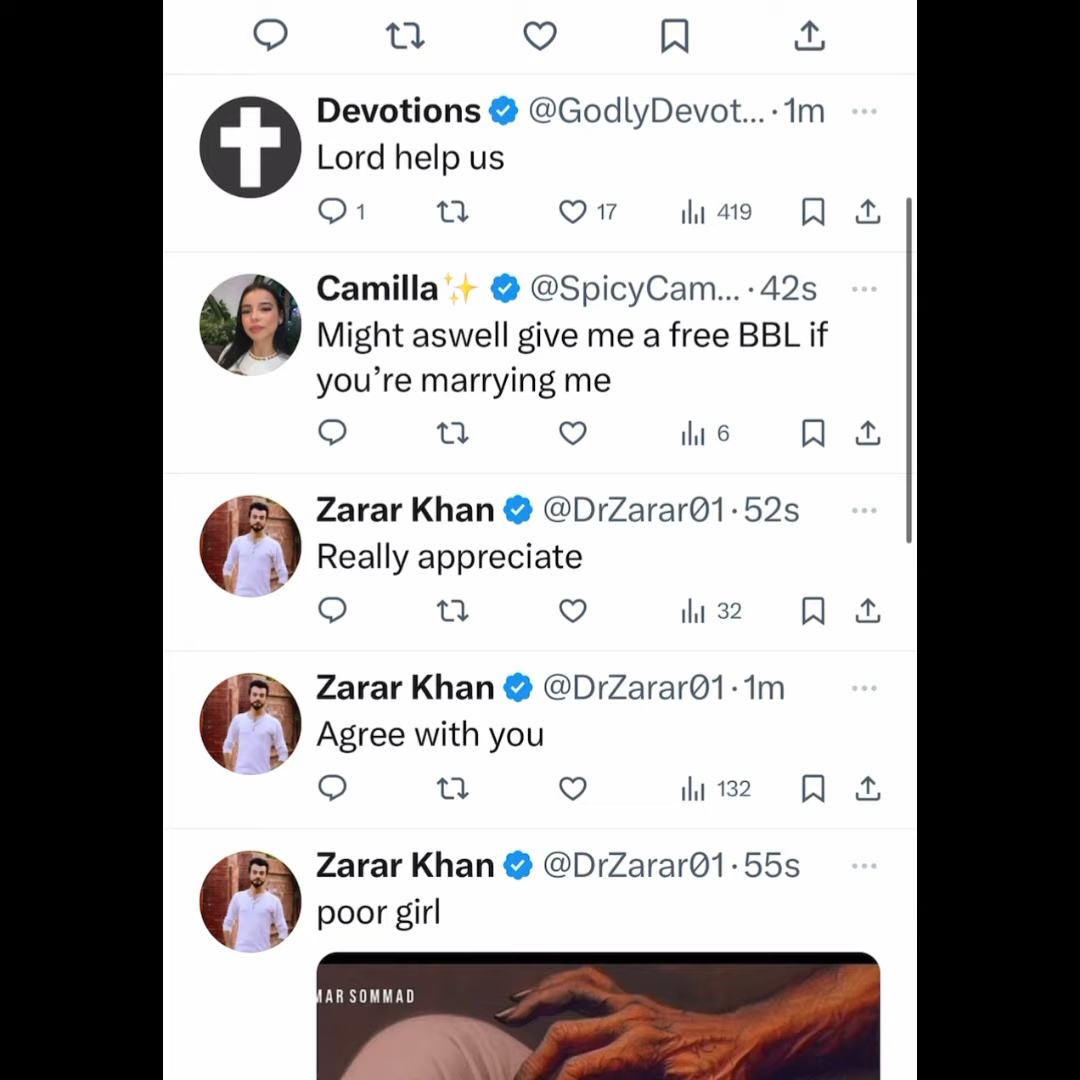 Devotions @GodlyDevot... · 1m
Lord help us
1 17 419
Camilla✨ @SpicyCam... · 42s
Might aswell give me a free BBL if
you’re marrying me
6
Zarar Khan @DrZarar01 · 52s
Really appreciate
32
Zarar Khan @DrZarar01 · 1m
Agree with you
132
Zarar Khan @DrZarar01 · 55s
poor girl
MAR SOMMAD